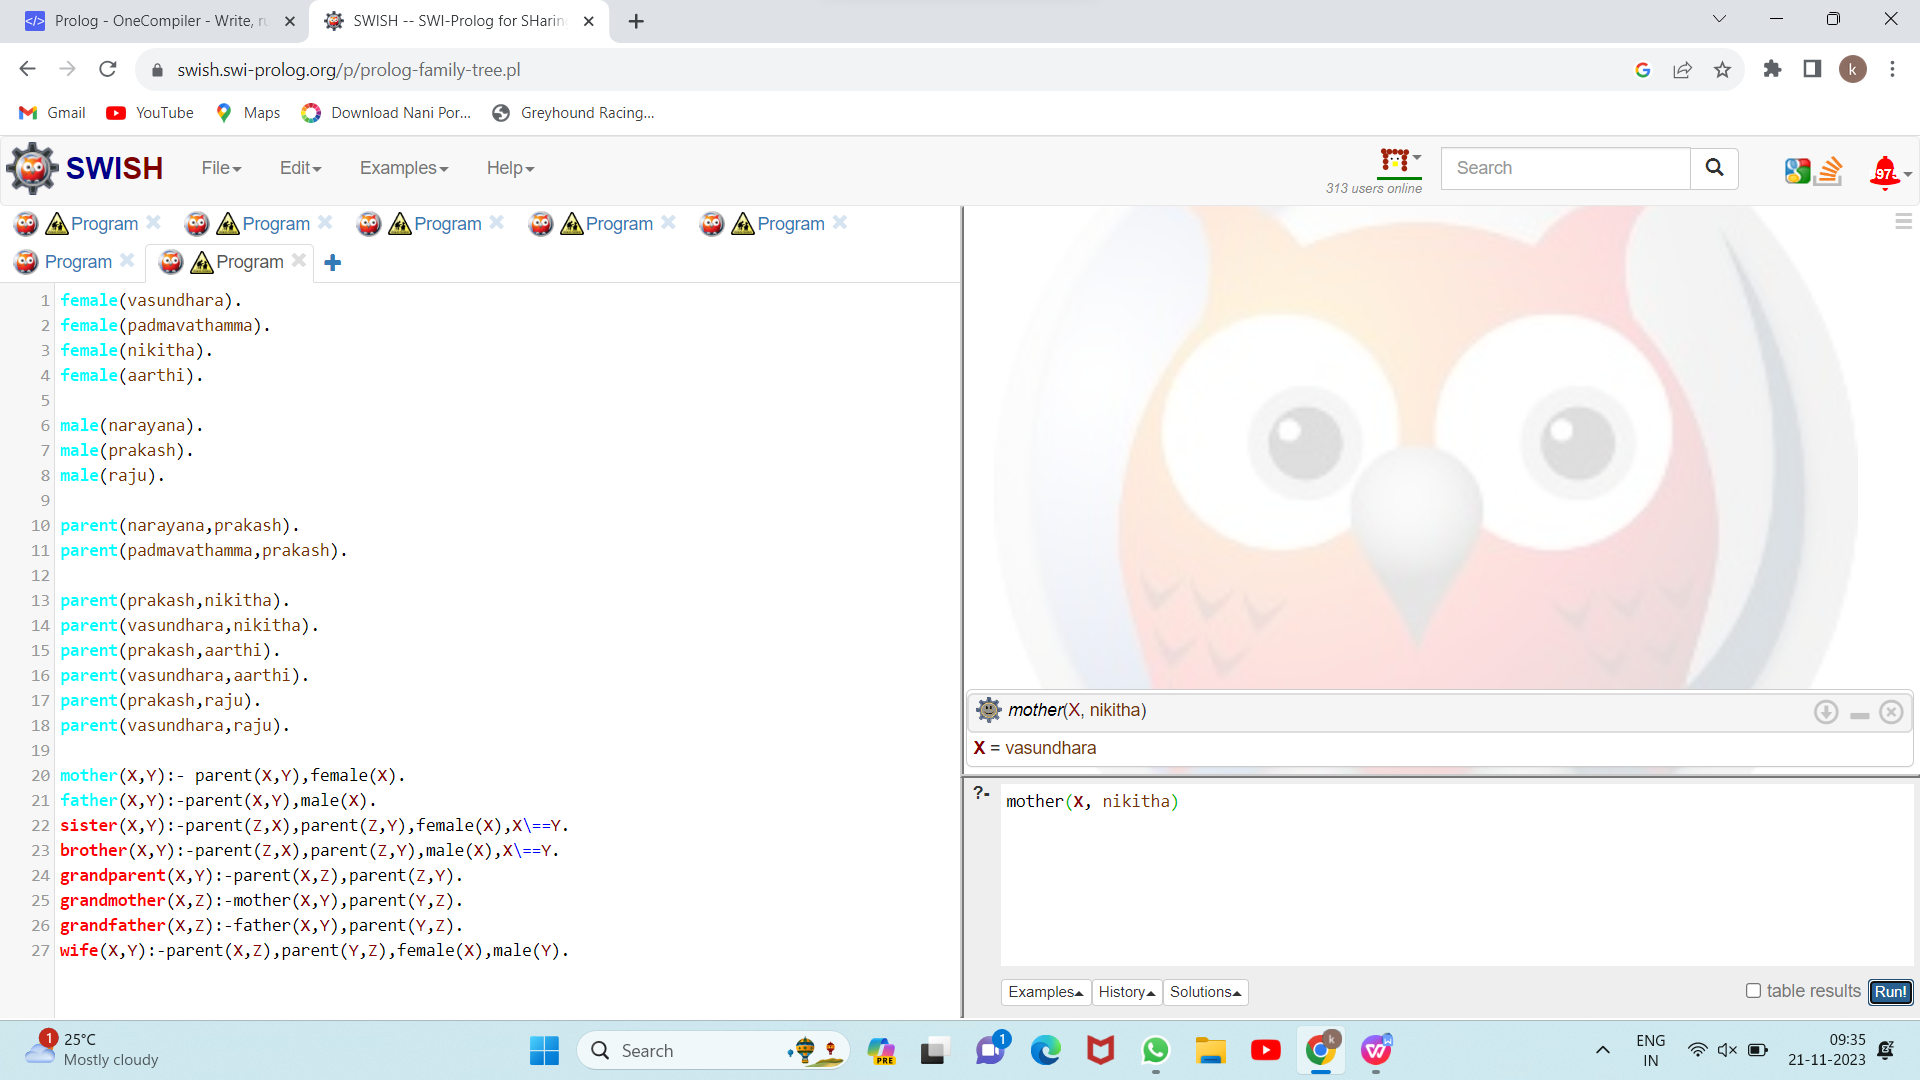 Prolog - OneCompiler - Write, ru
SWISH -- SWI-Prolog for SHaring
swish.swi-prolog.org/p/prolog-family-tree.pl
k
Gmail
YouTube
Maps
Download Nani Por...
Greyhound Racing...
SWISH
File
Edit
Examples
Help
313 users online
Search
975
Program
Program
Program
Program
Program
Program
Program
1 female(vasundhara).
2 female(padmavathamma).
3 female(nikitha).
4 female(aarthi).
5
6 male(narayana).
7 male(prakash).
8 male(raju).
9
10 parent(narayana,prakash).
11 parent(padmavathamma,prakash).
12
13 parent(prakash,nikitha).
14 parent(vasundhara,nikitha).
15 parent(prakash,aarthi).
16 parent(vasundhara,aarthi).
17 parent(prakash,raju).
18 parent(vasundhara,raju).
19
20 mother(X,Y):- parent(X,Y),female(X).
21 father(X,Y):-parent(X,Y),male(X).
22 sister(X,Y):-parent(Z,X),parent(Z,Y),female(X),X\==Y.
23 brother(X,Y):-parent(Z,X),parent(Z,Y),male(X),X\==Y.
24 grandparent(X,Y):-parent(X,Z),parent(Z,Y).
25 grandmother(X,Z):-mother(X,Y),parent(Y,Z).
26 grandfather(X,Z):-father(X,Y),parent(Y,Z).
27 wife(X,Y):-parent(X,Z),parent(Y,Z),female(X),male(Y).
mother(X, nikitha)
X = vasundhara
?- mother(X, nikitha)
Examples
History
Solutions
table results
Run!
1
25°C
Mostly cloudy
Search
PRE
1
k
W
ENG
IN
09:35
21-11-2023